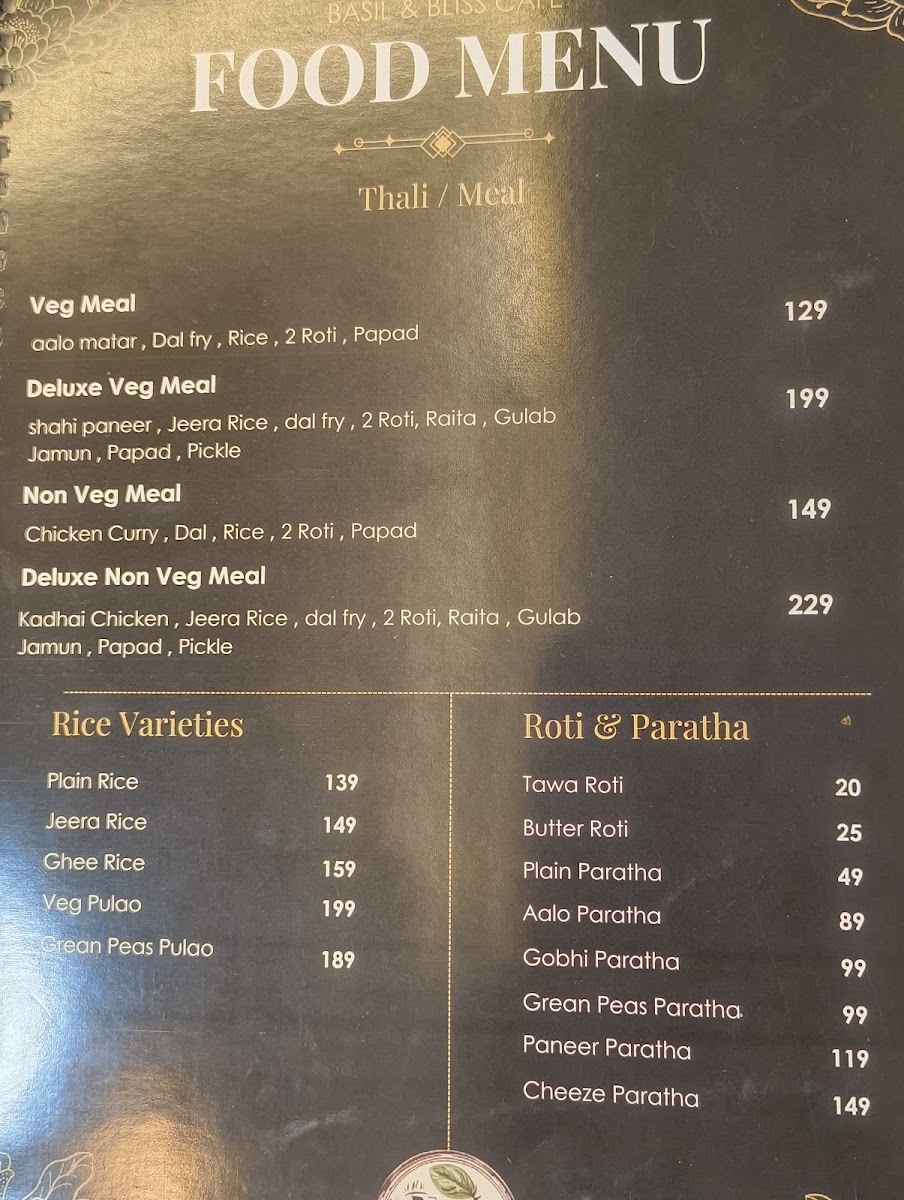 BASIL & BLISS CAFE
FOOD MENU
Thali / Meal
Veg Meal 129
aalo matar , Dal fry , Rice , 2 Roti , Papad
Deluxe Veg Meal 199
shahi paneer , Jeera Rice , dal fry , 2 Roti, Raita , Gulab
Jamun , Papad , Pickle
Non Veg Meal 149
Chicken Curry , Dal , Rice , 2 Roti , Papad
Deluxe Non Veg Meal 229
Kadhai Chicken , Jeera Rice , dal fry , 2 Roti, Raita , Gulab
Jamun , Papad , Pickle
Rice Varieties
Plain Rice 139
Jeera Rice 149
Ghee Rice 159
Veg Pulao 199
Grean Peas Pulao 189
Roti & Paratha
Tawa Roti 20
Butter Roti 25
Plain Paratha 49
Aalo Paratha 89
Gobhi Paratha 99
Grean Peas Paratha 99
Paneer Paratha 119
Cheeze Paratha 149